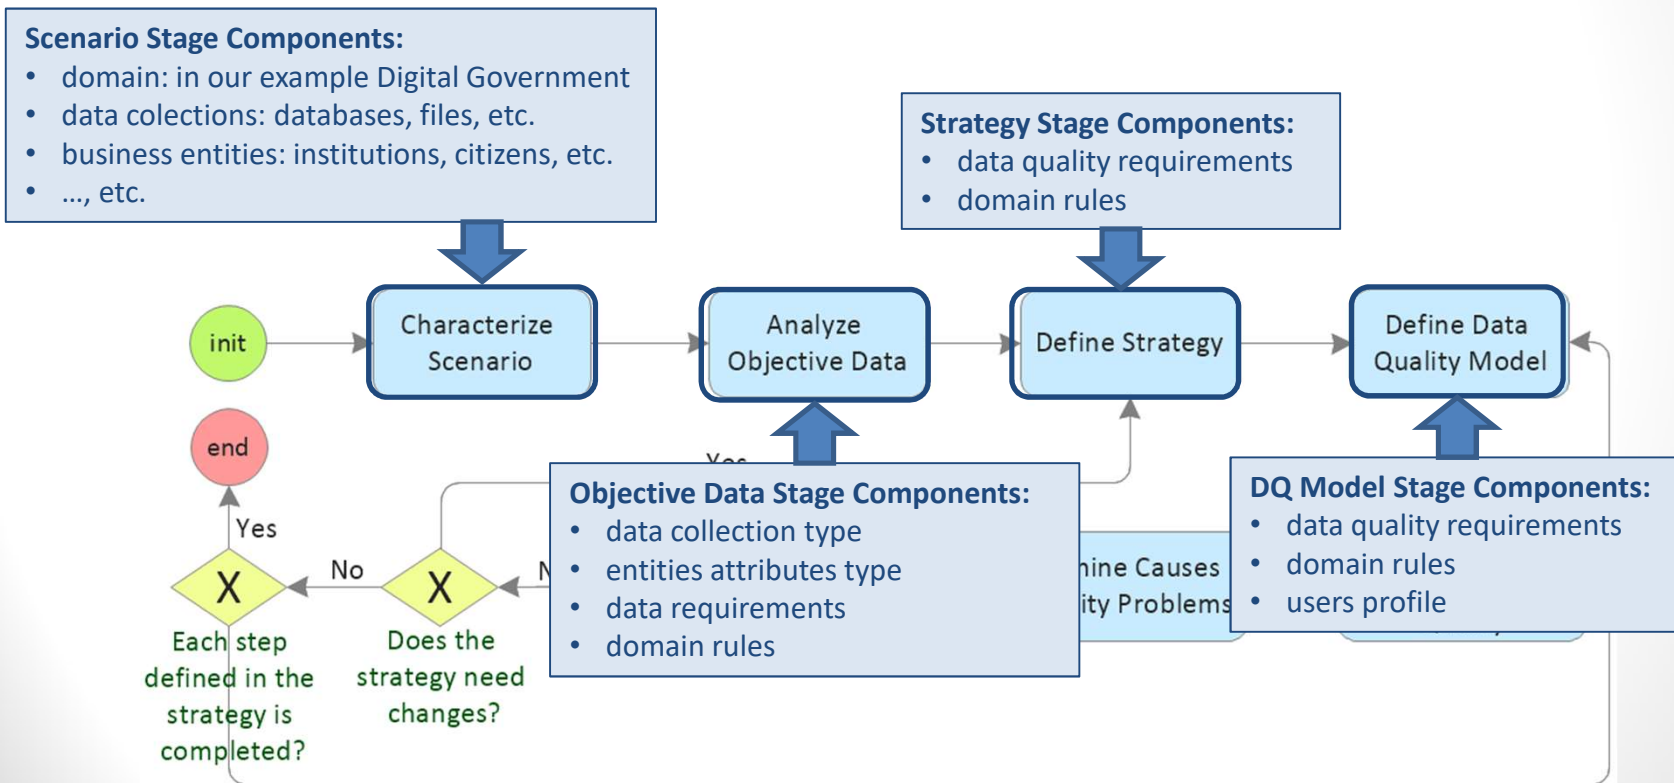 Scenario Stage Components:
• domain: in our example Digital Government
• data colections: databases, files, etc.
• business entities: institutions, citizens, etc.
• ..., etc.
Strategy Stage Components:
• data quality requirements
• domain rules
init
Characterize
Scenario
Analyze
Objective Data
Define Strategy
Define Data
Quality Model
end
Yes
Yes
Objective Data Stage Components:
• data collection type
• entities attributes type
• data requirements
• domain rules
DQ Model Stage Components:
• data quality requirements
• domain rules
• users profile
X
No
X
Causes
Problems
Each step
defined in the
strategy is
completed?
Does the
strategy need
changes?